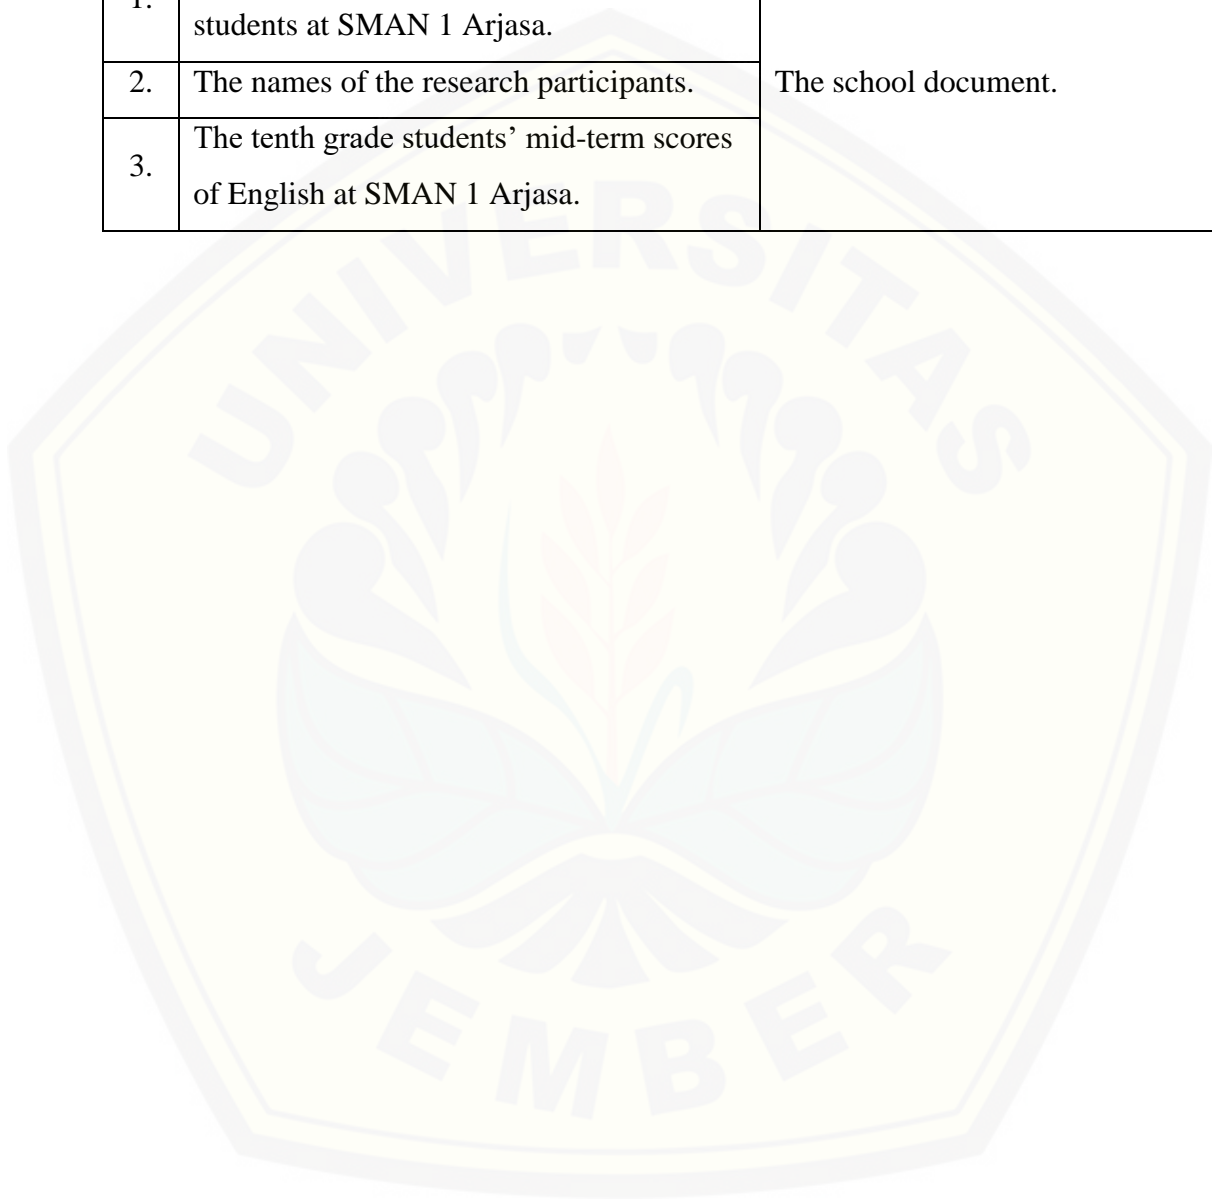 1.
students at SMAN 1 Arjasa.
2. The names of the research participants. The school document.
The tenth grade students’ mid-term scores
3.
of English at SMAN 1 Arjasa.
UNIVERSITAS
JEMBER